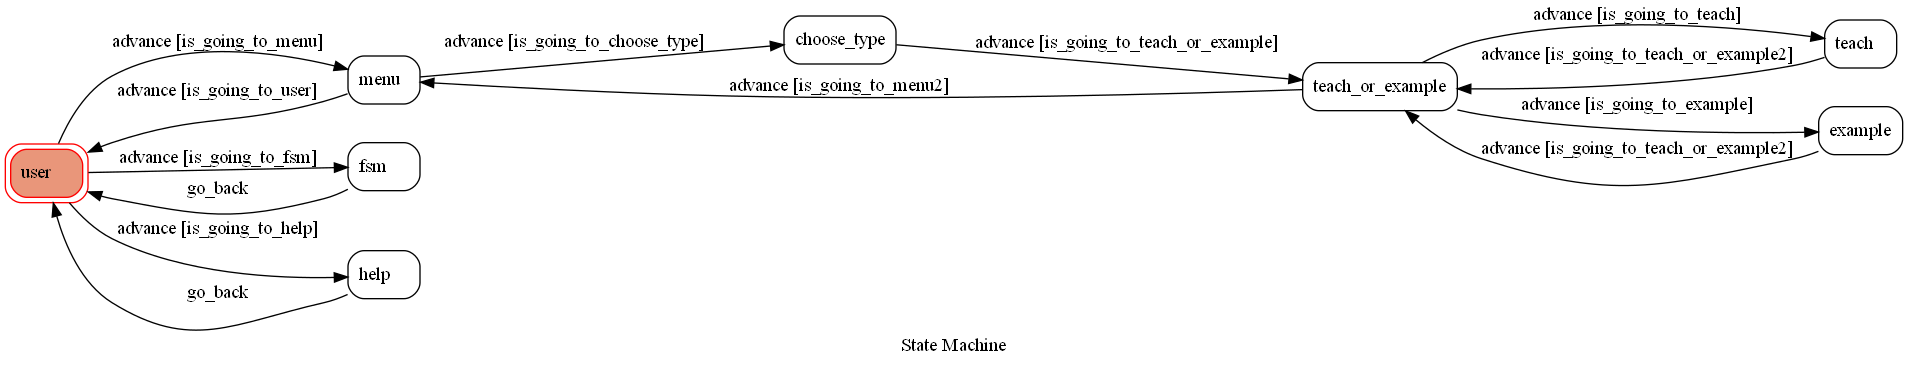 advance [is_going_to_menu]
advance [is_going_to_user]
user
advance [is_going_to_fsm]
go_back
advance [is_going_to_help]
go_back
menu
fsm
help
advance [is_going_to_choose_type]
choose_type
advance [is_going_to_teach_or_example]
advance [is_going_to_menu2]
teach_or_example
advance [is_going_to_teach]
advance [is_going_to_teach_or_example2]
advance [is_going_to_example]
advance [is_going_to_teach_or_example2]
teach
example
State Machine